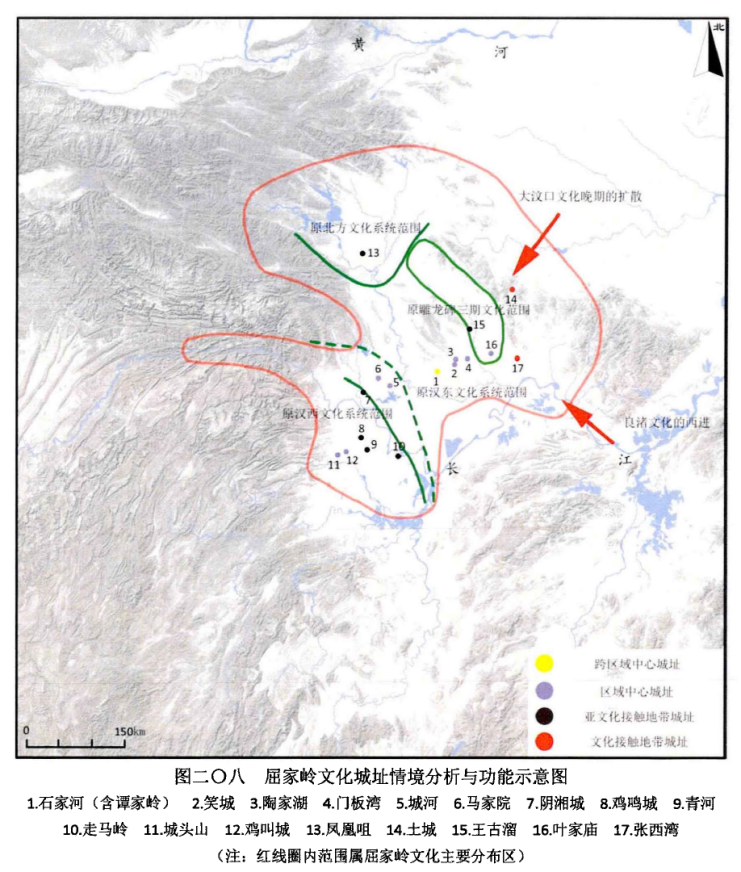 北
黄 河
大汶口文化晚期的扩散
原北方文化系统范围
13
14
原雕龙碑三期文化范围
15
16
3
4
17
2
1
6
5
原汉东文化系统范围
7
原汉西文化系统范围
良渚文化的西进
8
9
10
12
11
长 江
跨区域中心城址
区域中心城址
亚文化接触地带城址
文化接触地带城址
0 150km
图二〇八 屈家岭文化城址情境分析与功能示意图
1.石家河（含谭家岭） 2.笑城 3.陶家湖 4.门板湾 5.城河 6.马家院 7.阴湘城 8.鸡鸣城 9.青河
10.走马岭 11.城头山 12.鸡叫城 13.凤凰咀 14.土城 15.王古溜 16.叶家庙 17.张西湾
（注：红线圈内范围属屈家岭文化主要分布区）